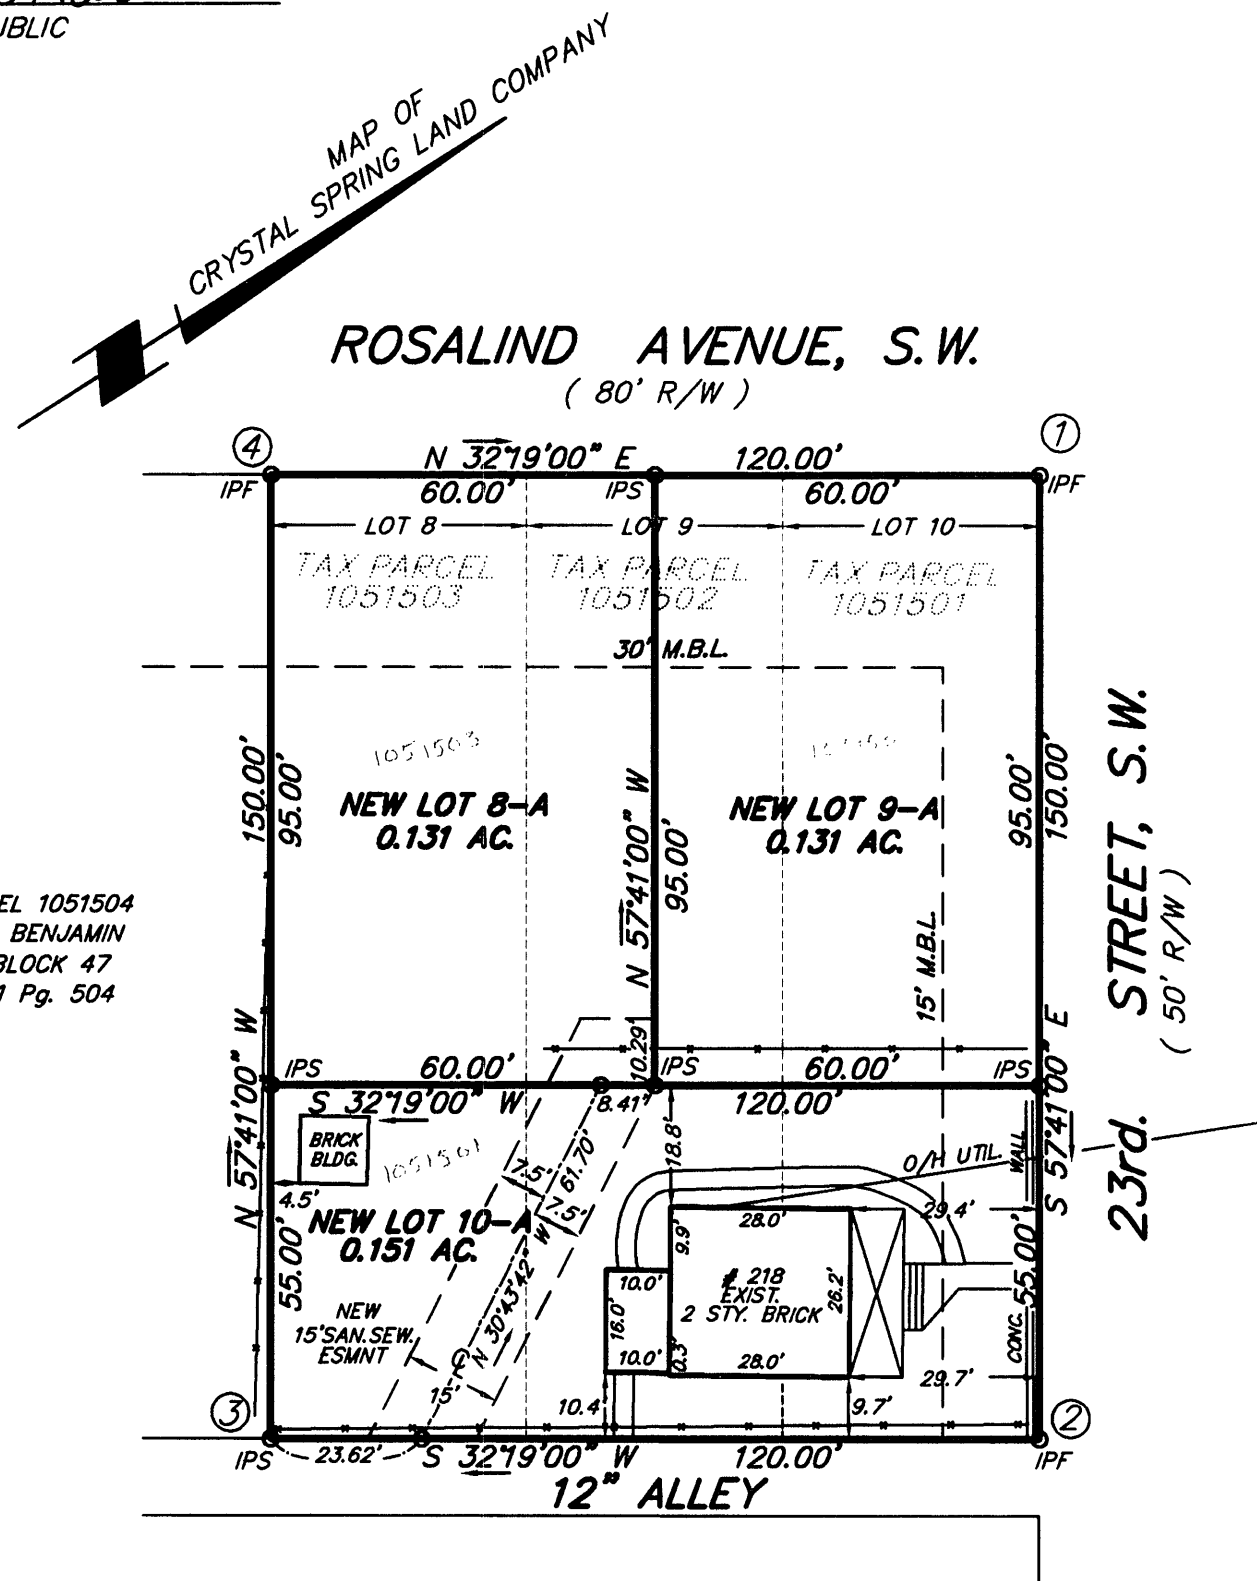 UBLIC
MAP OF
CRYSTAL SPRING LAND COMPANY
ROSALIND AVENUE, S.W.
( 80' R/W )
4
1
N 32°19'00" E 120.00'
IPF
60.00'
IPS
60.00'
IPF
LOT 8
LOT 9
LOT 10
TAX PARCEL
1051503
TAX PARCEL
1051502
TAX PARCEL
1051501
30' M.B.L.
1051503
NEW LOT 8-A
0.131 AC.
NEW LOT 9-A
0.131 AC.
150.00'
95.00'
N 57°41'00" W
95.00'
95.00'
150.00'
15' M.B.L.
23rd. STREET, S.W.
( 50' R/W )
EL 1051504
BENJAMIN
BLOCK 47
Pg. 504
10.29'
IPS
60.00'
IPS
60.00'
IPS
S 32°19'00" W
8.41'
120.00'
N 57°41'00" W
S 57°41'00" E
BRICK
BLDG.
1051501
4.5'
7.5'
61.70'
7.5'
18.8'
O/H UTIL.
WALL
NEW LOT 10-A
0.151 AC.
55.00'
NEW
15' SAN. SEW.
ESMNT
N 30°43'42" W
15'
9.9'
28.0'
29.4'
10.0'
16.0'
10.0'
# 218
EXIST.
2 STY. BRICK
26.2'
0.3'
28.0'
29.7'
55.00'
CONC.
10.4'
9.7'
3
2
IPS
23.62'
S 32°19'00" W 120.00'
IPF
12" ALLEY